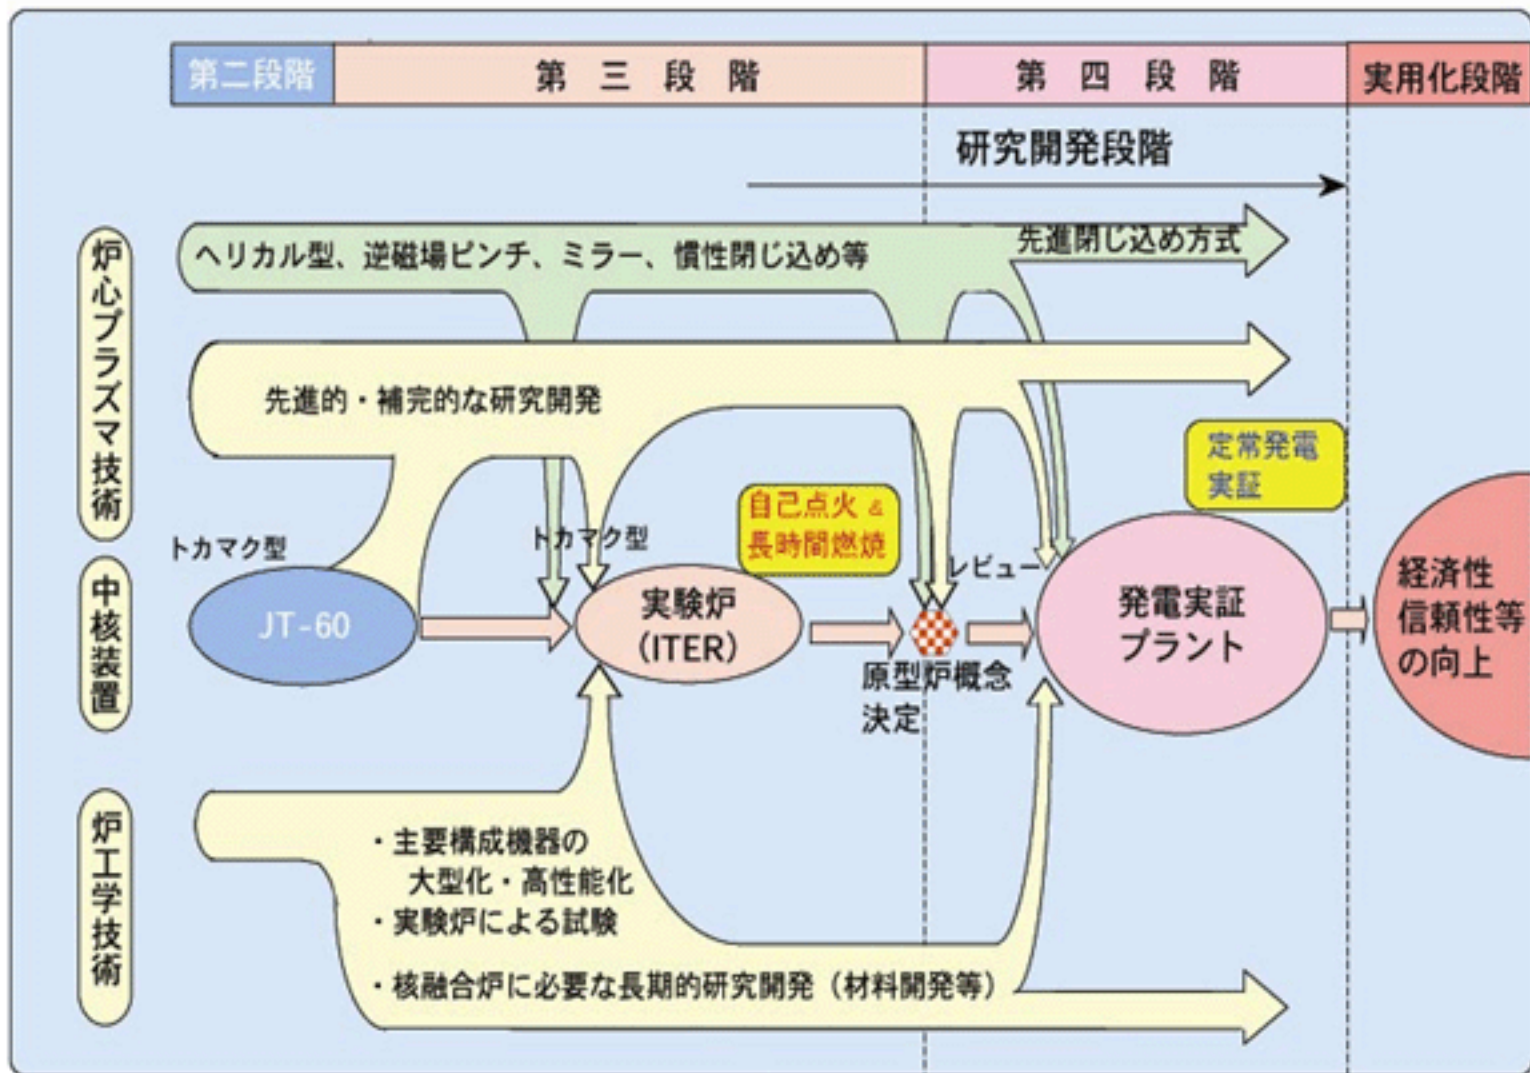 第二段階
第三段階
第四段階
実用化段階
研究開発段階
炉心プラズマ技術
ヘリカル型、逆磁場ピンチ、ミラー、慣性閉じ込め等
先進閉じ込め方式
先進的・補完的な研究開発
定常発電
実証
自己点火 &
長時間燃焼
中核装置
トカマク型
JT-60
トカマク型
実験炉
(ITER)
レビュー
原型炉概念
決定
発電実証
プラント
経済性
信頼性等
の向上
炉工学技術
・主要構成機器の
大型化・高性能化
・実験炉による試験
・核融合炉に必要な長期的研究開発（材料開発等）